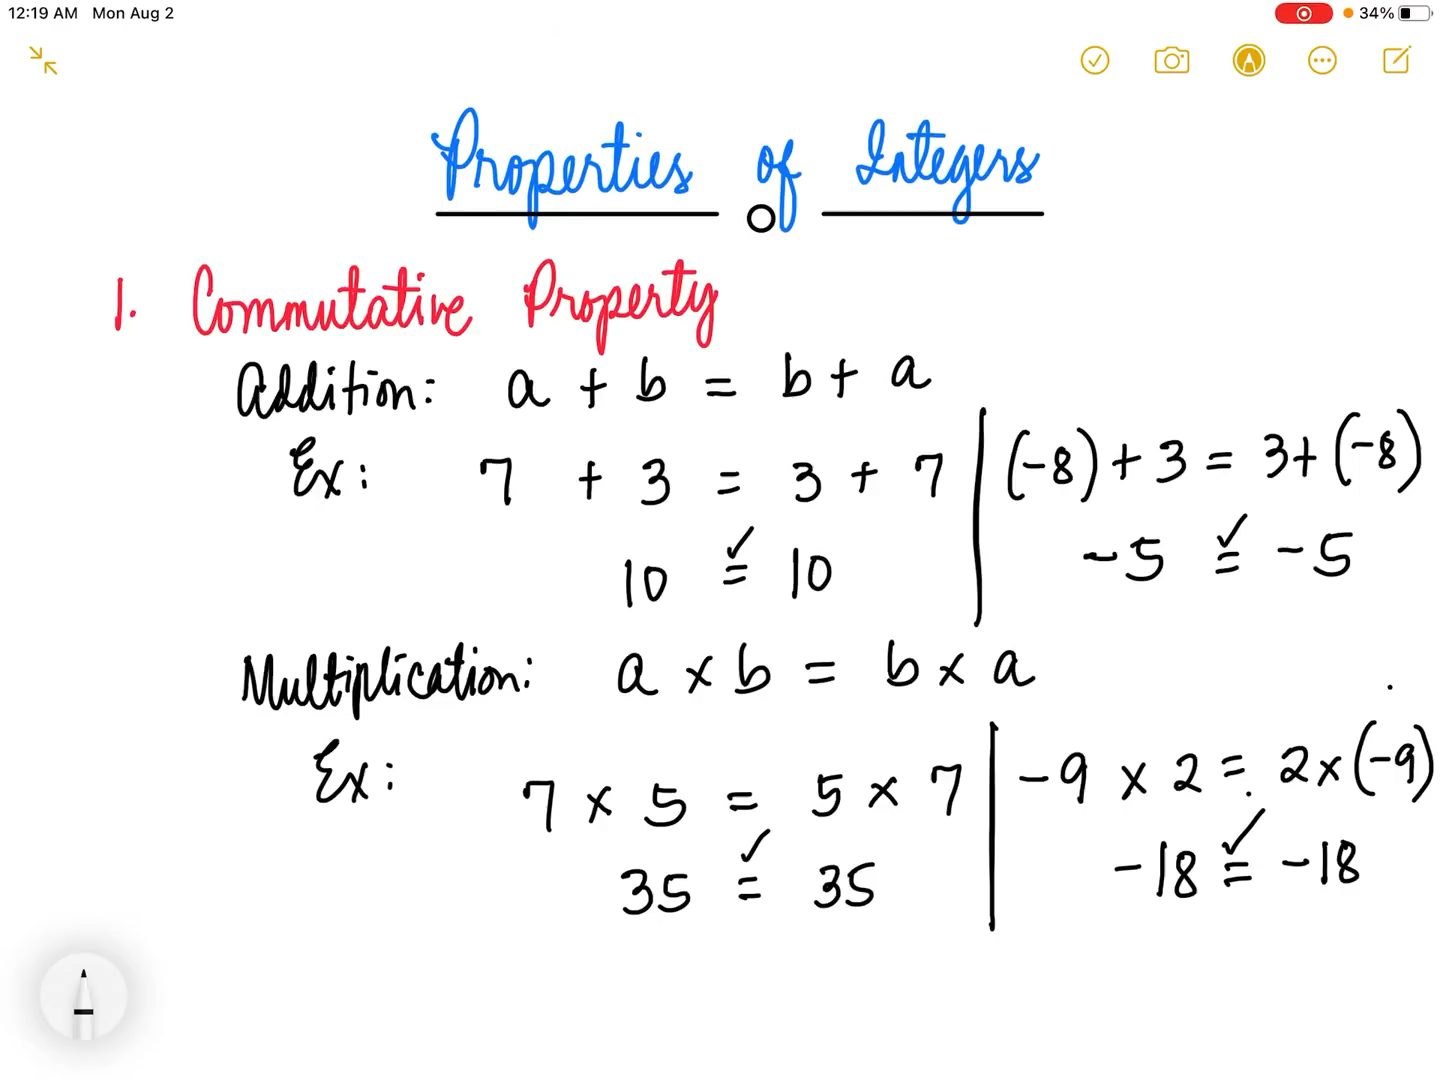 12:19 AM Mon Aug 2 34%
Properties of Integers
1. Commutative Property
Addition: a + b = b + a
Ex: 7 + 3 = 3 + 7 | (-8) + 3 = 3 + (-8)
10 = 10 ✓ | -5 = -5 ✓
Multiplication: a × b = b × a
Ex: 7 × 5 = 5 × 7 | -9 × 2 = 2 × (-9)
35 = 35 ✓ | -18 = -18 ✓